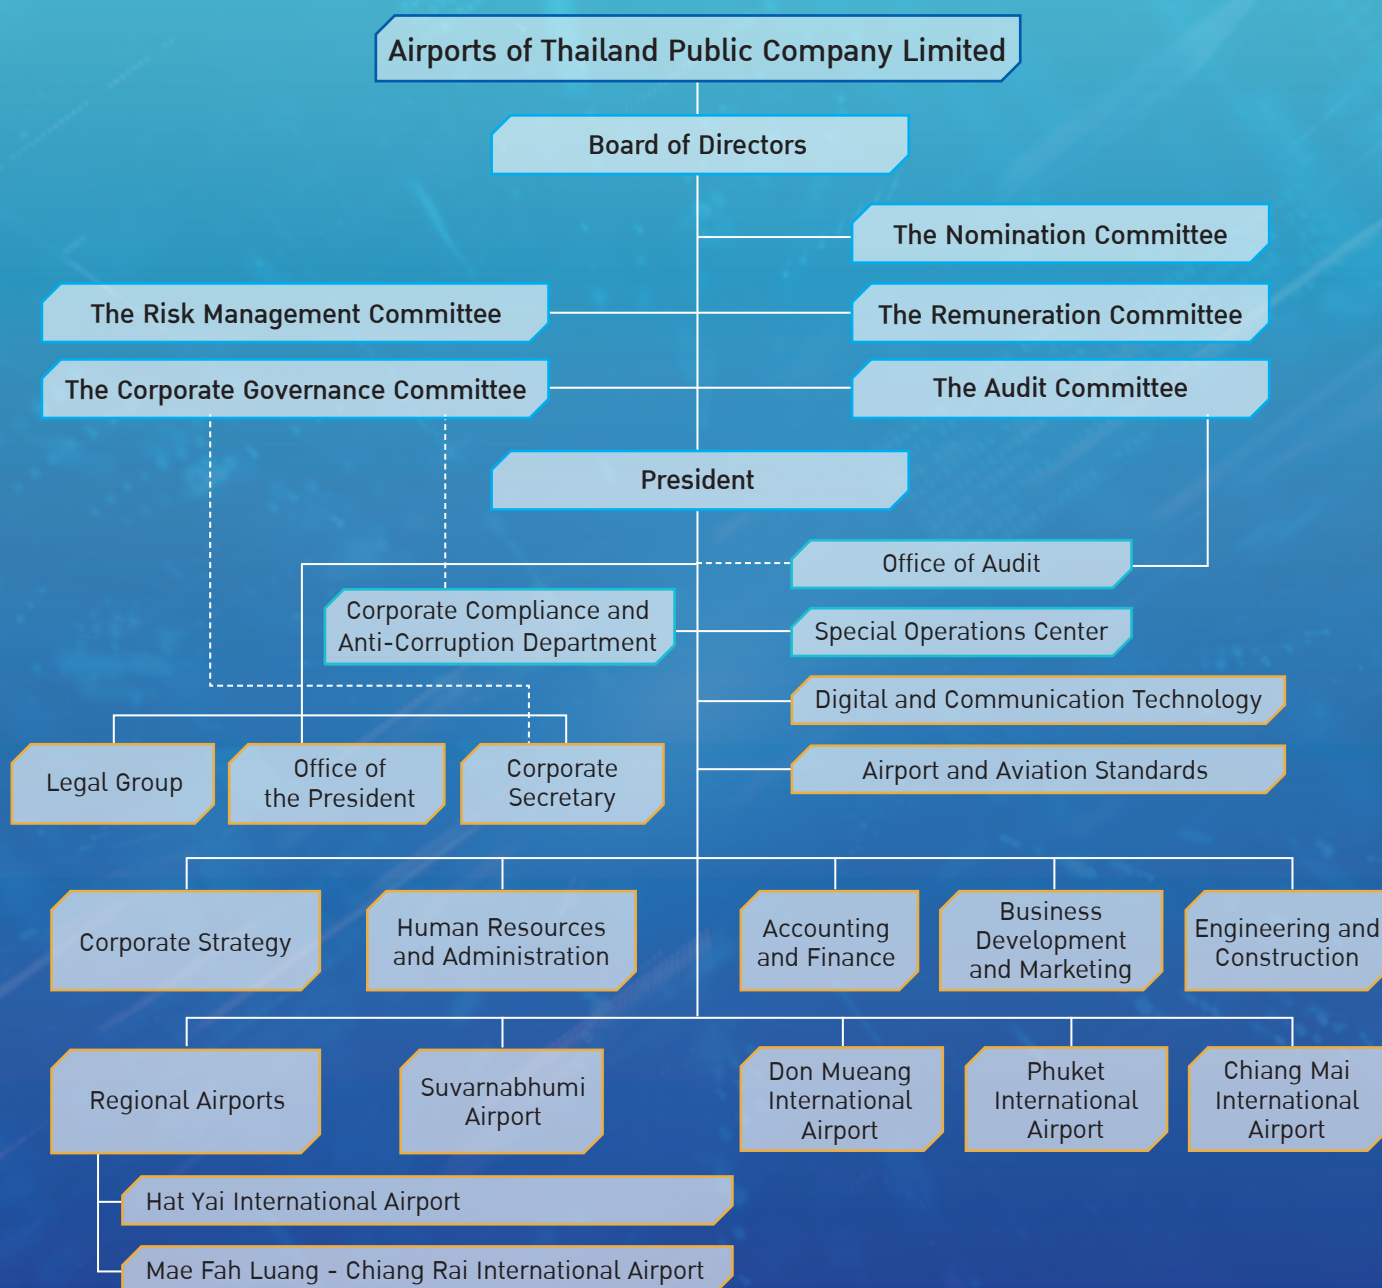 Airports of Thailand Public Company Limited
Board of Directors
The Nomination Committee
The Risk Management Committee
The Remuneration Committee
The Corporate Governance Committee
The Audit Committee
President
Office of Audit
Corporate Compliance and
Anti-Corruption Department
Special Operations Center
Digital and Communication Technology
Airport and Aviation Standards
Legal Group
Office of
the President
Corporate
Secretary
Corporate Strategy
Human Resources
and Administration
Accounting
and Finance
Business
Development
and Marketing
Engineering and
Construction
Regional Airports
Suvarnabhumi
Airport
Don Mueang
International
Airport
Phuket
International
Airport
Chiang Mai
International
Airport
Hat Yai International Airport
Mae Fah Luang - Chiang Rai International Airport